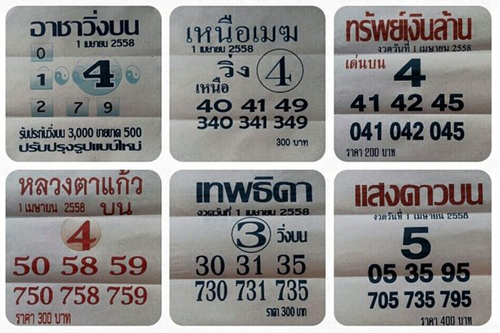 อาชาวิ่งบน
1 เมษายน 2558
0
1 4
2 7 9
รับประกันวิ่งบน 3,000 ขายขาด 500
ปรับปรุงรูปแบบใหม่
เหนือเมฆ
1 เมษายน 2558
วิ่ง 4
เหนือ
40 41 49
340 341 349
300 บาท
ทรัพย์เงินล้าน
งวดวันที่ 1 เมษายน 2558
เด่นบน
4
41 42 45
041 042 045
ราคา 200 บาท
หลวงตาแก้ว
1 เมษายน 2558 บน
4
50 58 59
750 758 759
ราคา 300 บาท
เทพธิดา
งวดวันที่ 1 เมษายน 2558
3 วิ่งบน
30 31 35
730 731 735
ราคา 300 บาท
แสงดาวบน
งวดวันที่ 1 เมษายน 2558
5
05 35 95
705 735 795
ราคา 400 บาท